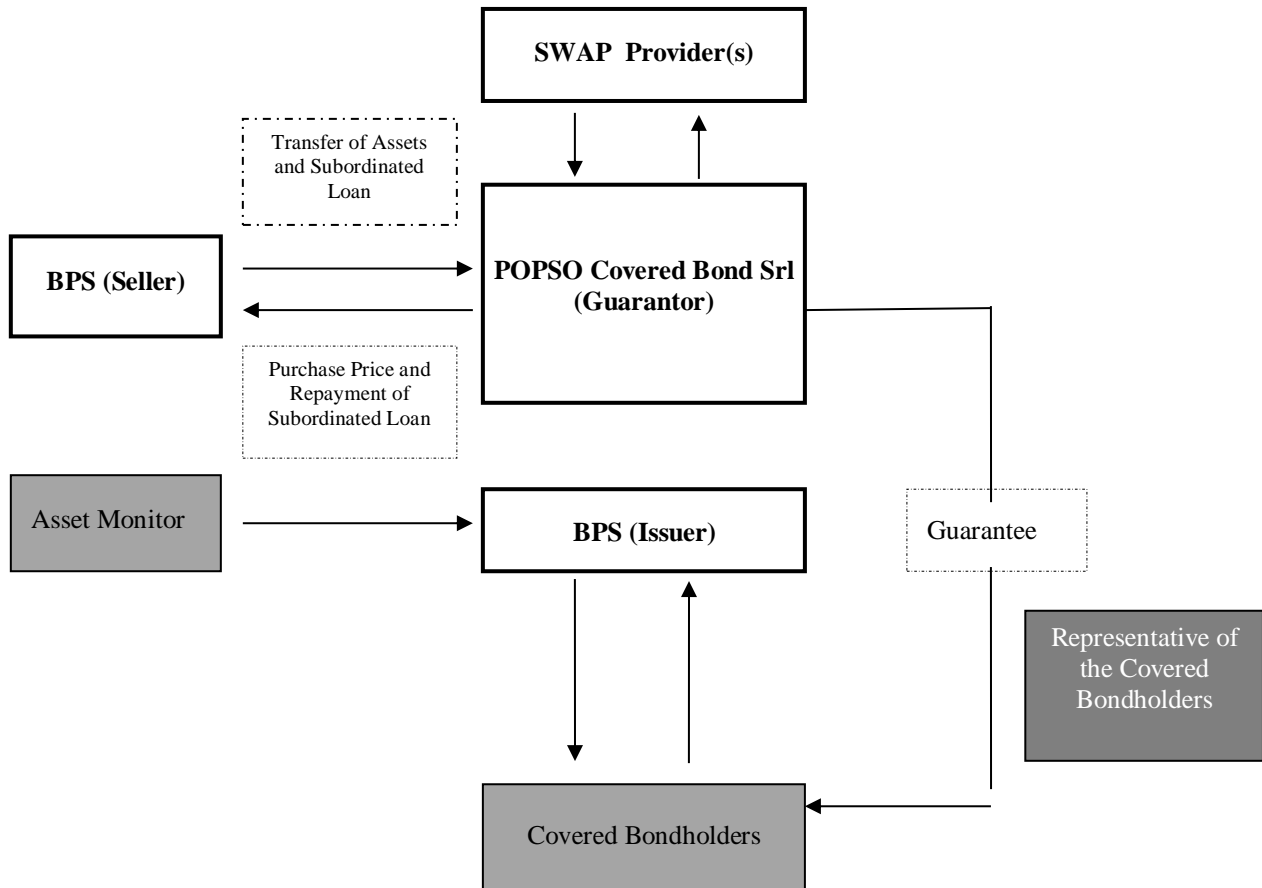 SWAP Provider(s)
Transfer of Assets
and Subordinated
Loan
BPS (Seller)
POPSO Covered Bond Srl
(Guarantor)
Purchase Price and
Repayment of
Subordinated Loan
Asset Monitor
BPS (Issuer)
Guarantee
Representative of
the Covered
Bondholders
Covered Bondholders